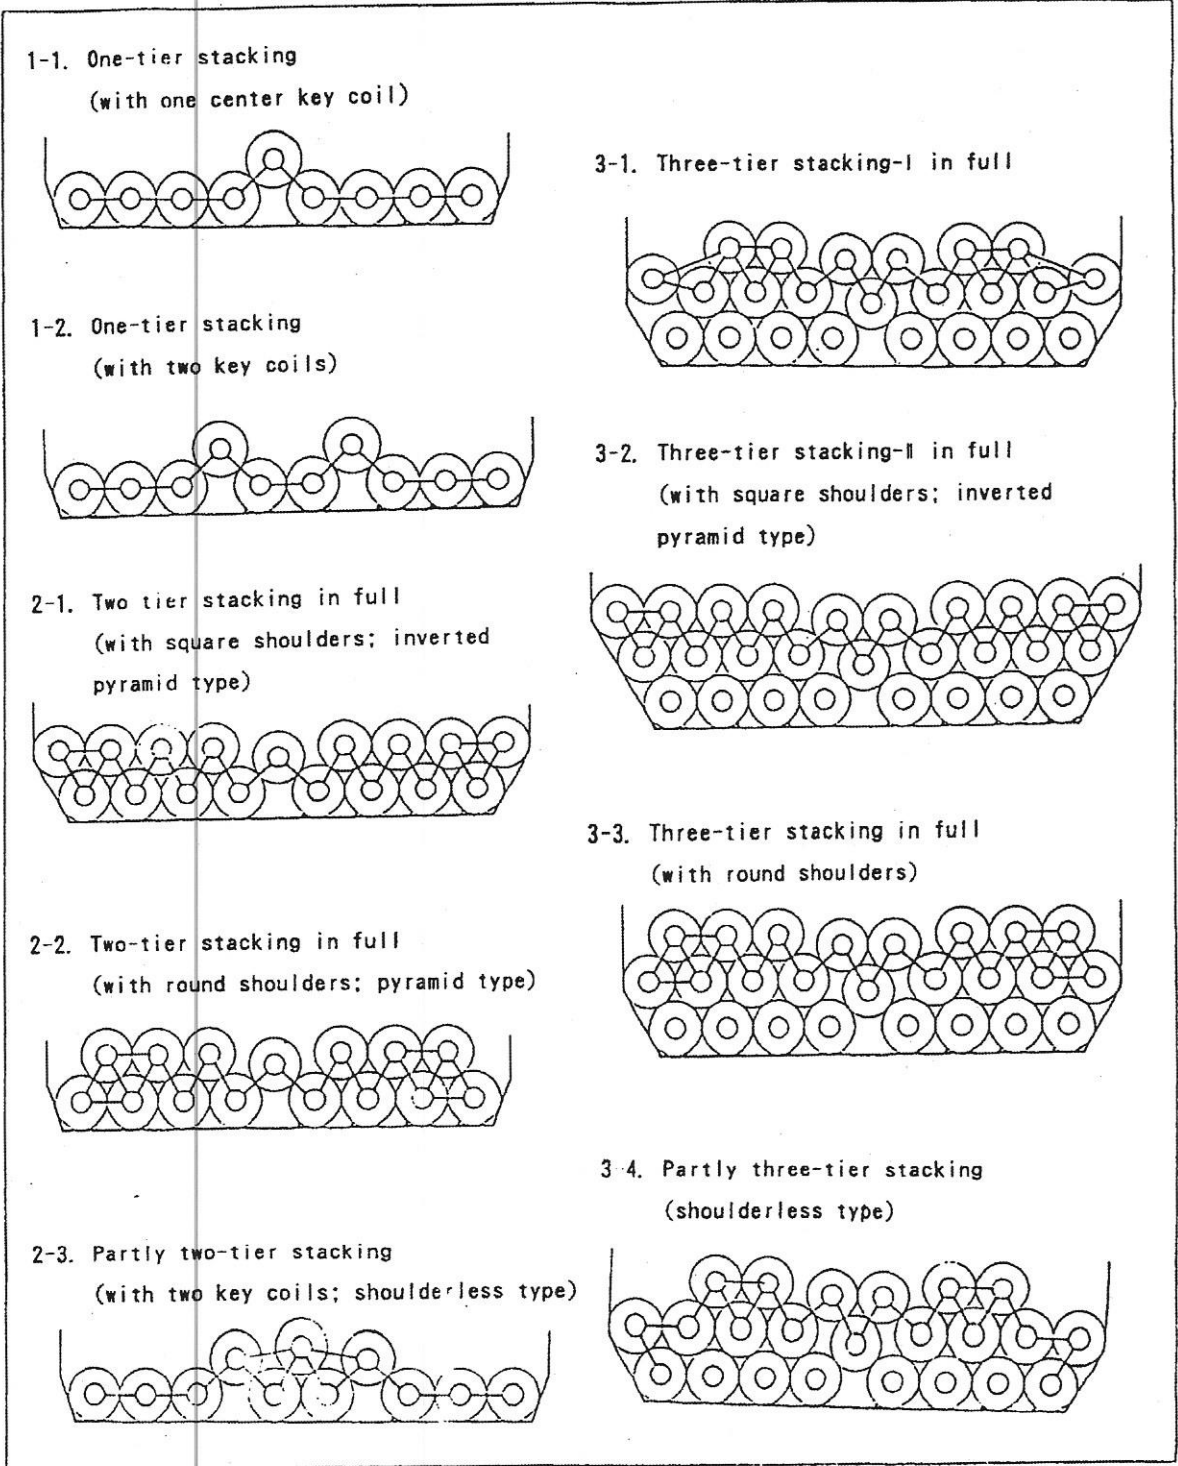 1-1. One-tier stacking
(with one center key coil)
1-2. One-tier stacking
(with two key coils)
2-1. Two tier stacking in full
(with square shoulders; inverted
pyramid type)
2-2. Two-tier stacking in full
(with round shoulders; pyramid type)
2-3. Partly two-tier stacking
(with two key coils; shoulderless type)
3-1. Three-tier stacking-I in full
3-2. Three-tier stacking-II in full
(with square shoulders; inverted
pyramid type)
3-3. Three-tier stacking in full
(with round shoulders)
3 4. Partly three-tier stacking
(shoulderless type)